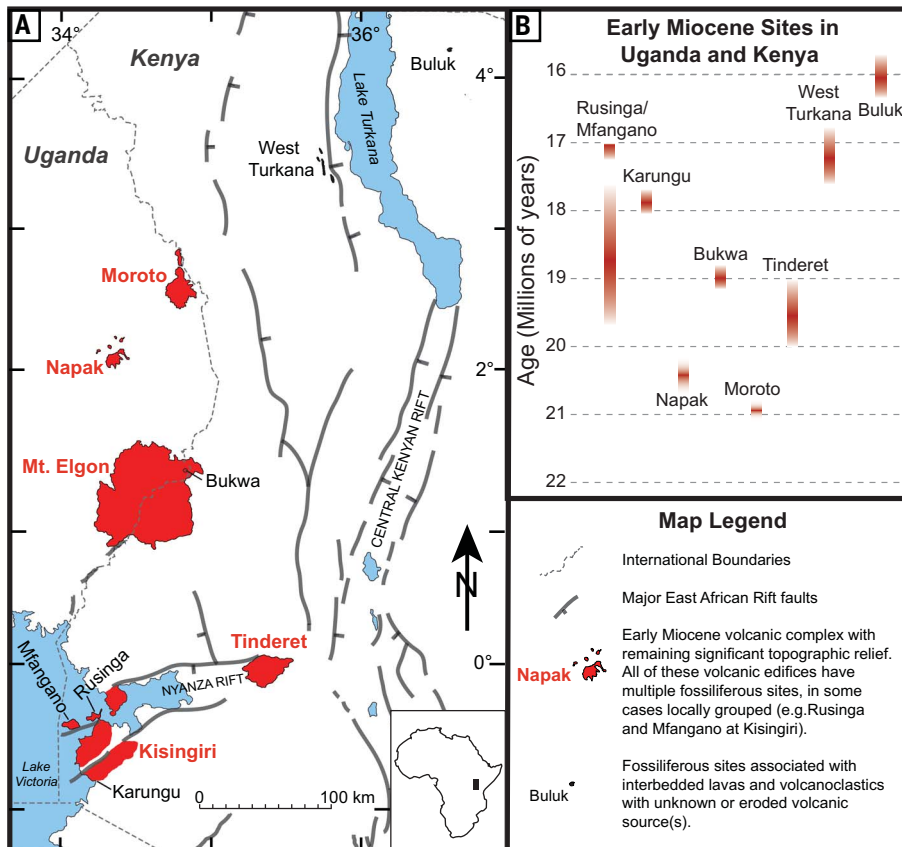 A
34°
36°
Kenya
Buluk
4°
Lake Turkana
West
Turkana
Uganda
Moroto
Napak
2°
Mt. Elgon
Bukwa
CENTRAL KENYAN RIFT
N
Tinderet
0°
Mfangano
Rusinga
NYANZA RIFT
Kisingiri
Lake
Victoria
Karungu
0
100 km
B
Early Miocene Sites in
Uganda and Kenya
Age (Millions of years)
16
17
18
19
20
21
22
Rusinga/
Mfangano
Karungu
West
Turkana
Buluk
Bukwa
Tinderet
Napak
Moroto
Map Legend
International Boundaries
Major East African Rift faults
Napak
Early Miocene volcanic complex with
remaining significant topographic relief.
All of these volcanic edifices have
multiple fossiliferous sites, in some
cases locally grouped (e.g.Rusinga
and Mfangano at Kisingiri).
Buluk
Fossiliferous sites associated with
interbedded lavas and volcanoclastics
with unknown or eroded volcanic
source(s).